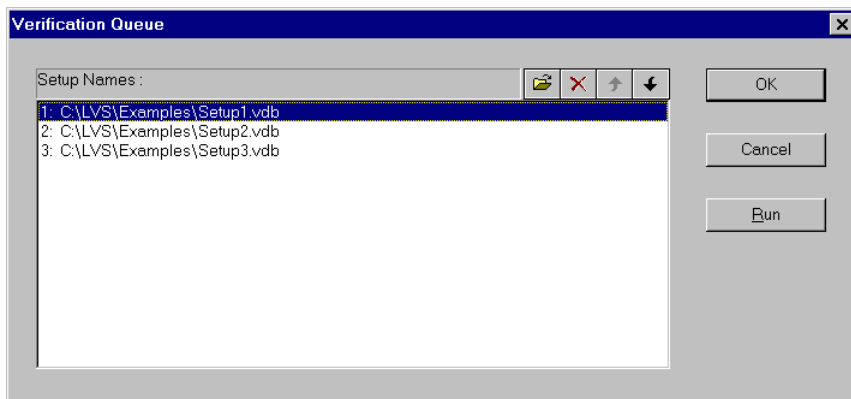 Verification Queue
Setup Names :
1: C:\LVS\Examples\Setup1.vdb
2: C:\LVS\Examples\Setup2.vdb
3: C:\LVS\Examples\Setup3.vdb
OK
Cancel
Run